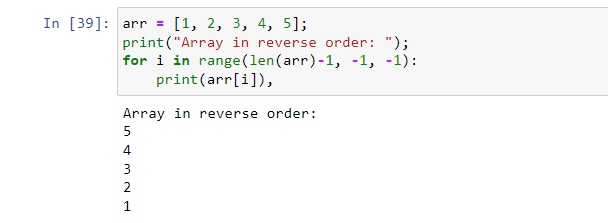 In [39]: arr = [1, 2, 3, 4, 5];
print("Array in reverse order: ");
for i in range(len(arr)-1, -1, -1):
    print(arr[i]),
Array in reverse order:
5
4
3
2
1